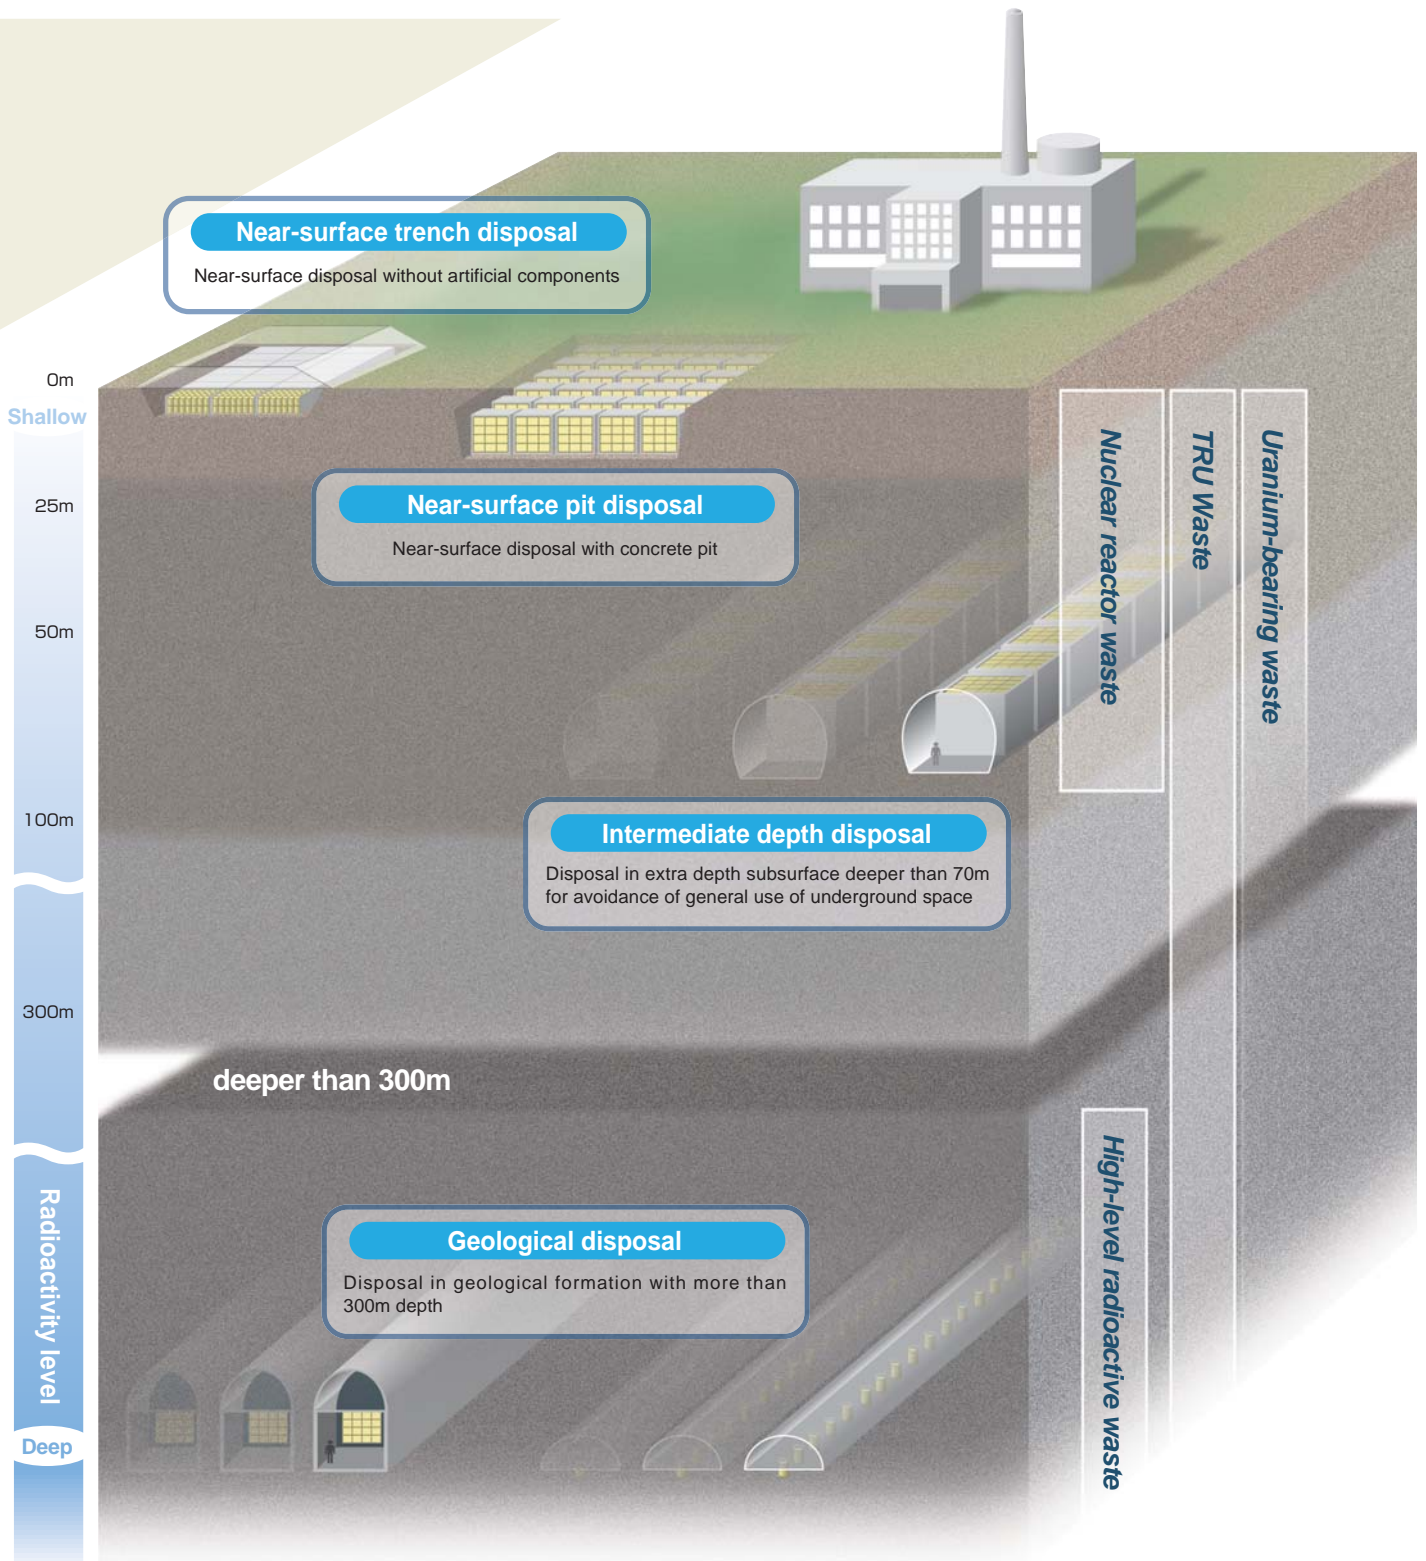 Near-surface trench disposal
Near-surface disposal without artificial components
0m
Shallow
25m
50m
100m
300m
Radioactivity level
Deep
Near-surface pit disposal
Near-surface disposal with concrete pit
Nuclear reactor waste
TRU Waste
Uranium-bearing waste
Intermediate depth disposal
Disposal in extra depth subsurface deeper than 70m
for avoidance of general use of underground space
deeper than 300m
Geological disposal
Disposal in geological formation with more than
300m depth
High-level radioactive waste